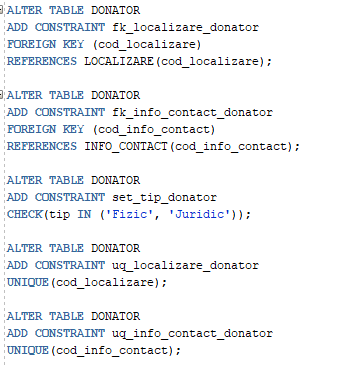 ALTER TABLE DONATOR
ADD CONSTRAINT fk_localizare_donator
FOREIGN KEY (cod_localizare)
REFERENCES LOCALIZARE(cod_localizare);
ALTER TABLE DONATOR
ADD CONSTRAINT fk_info_contact_donator
FOREIGN KEY (cod_info_contact)
REFERENCES INFO_CONTACT(cod_info_contact);
ALTER TABLE DONATOR
ADD CONSTRAINT set_tip_donator
CHECK(tip IN ('Fizic', 'Juridic'));
ALTER TABLE DONATOR
ADD CONSTRAINT uq_localizare_donator
UNIQUE(cod_localizare);
ALTER TABLE DONATOR
ADD CONSTRAINT uq_info_contact_donator
UNIQUE(cod_info_contact);